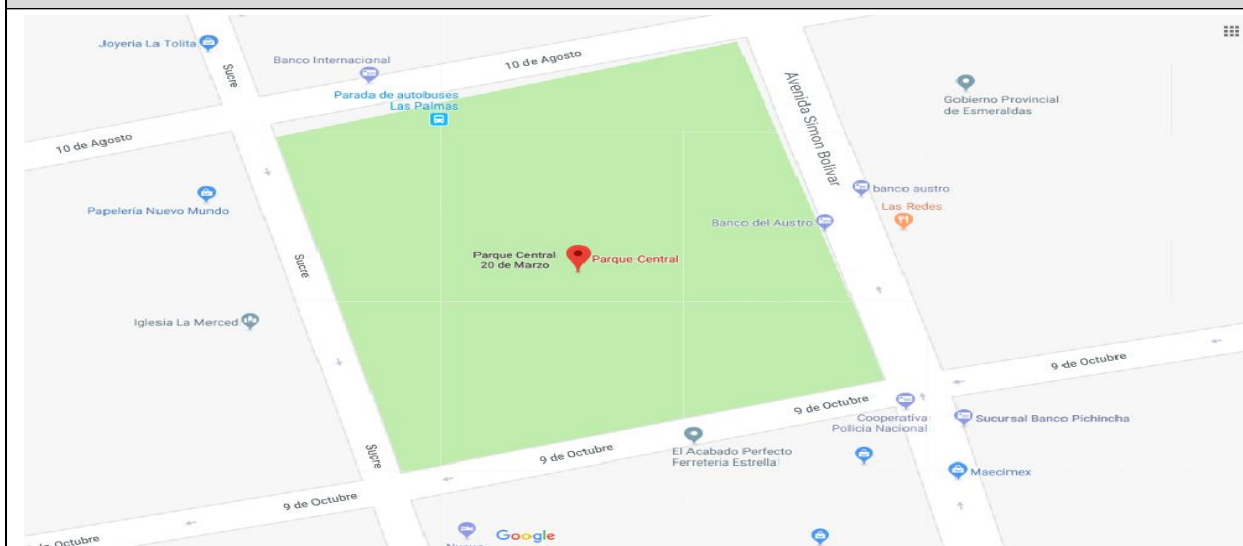 Joyería La Tolita
Sucre
Banco Internacional
10 de Agosto
Parada de autobuses
Las Palmas
Avenida Simon Bolivar
Gobierno Provincial
de Esmeraldas
10 de Agosto
Papelería Nuevo Mundo
banco austro
Las Redes
Banco del Austro
Sucre
Parque Central
20 de Marzo
Parque Central
Iglesia La Merced
9 de Octubre
9 de Octubre
Cooperativa
Policia Nacional
Sucursal Banco Pichincha
Sucre
9 de Octubre
El Acabado Perfecto
Ferreteria Estrella
Maecimex
9 de Octubre
Google